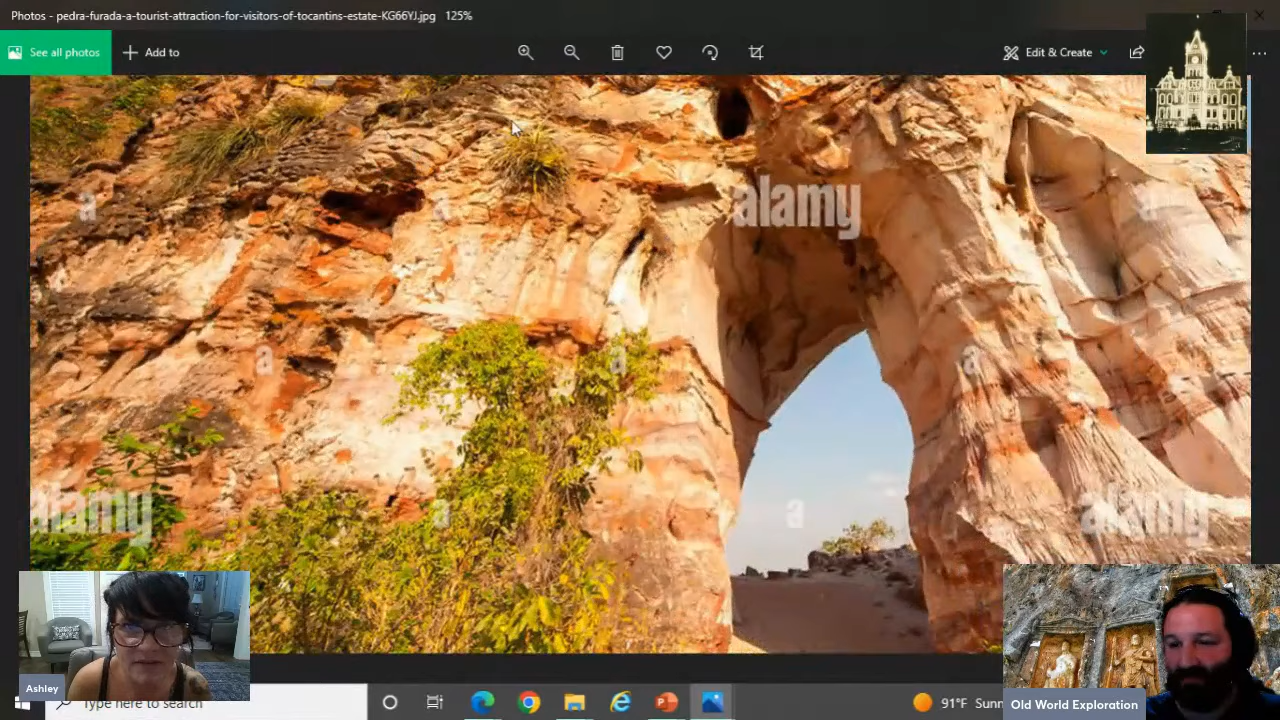 Photos - pedra-furada-a-tourist-attraction-for-visitors-of-tocantins-estate-KG66YJ.jpg 125%
See all photos
Add to
Edit & Create
alamy
a
a
a
a
a
a
a
a
alamy
alamy
Ashley
Type here to search
91°F Sunn
Old World Exploration